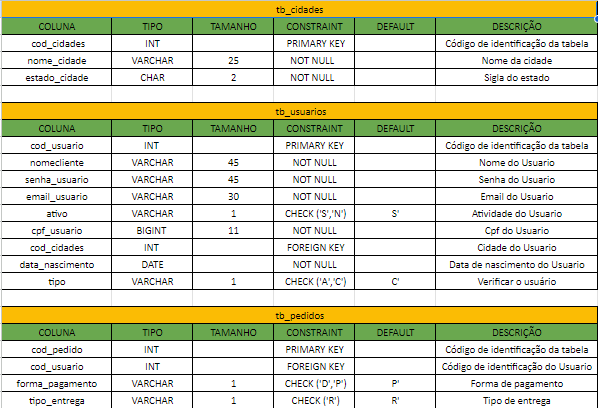 tb_cidades
COLUNA TIPO TAMANHO CONSTRAINT DEFAULT DESCRIÇÃO
cod_cidades INT PRIMARY KEY Código de identificação da tabela
nome_cidade VARCHAR 25 NOT NULL Nome da cidade
estado_cidade CHAR 2 NOT NULL Sigla do estado
tb_usuarios
COLUNA TIPO TAMANHO CONSTRAINT DEFAULT DESCRIÇÃO
cod_usuario INT PRIMARY KEY Código de identificação da tabela
nomecliente VARCHAR 45 NOT NULL Nome do Usuario
senha_usuario VARCHAR 45 NOT NULL Senha do Usuario
email_usuario VARCHAR 30 NOT NULL Email do Usuario
ativo VARCHAR 1 CHECK ('S','N') S' Atividade do Usuario
cpf_usuario BIGINT 11 NOT NULL Cpf do Usuario
cod_cidades INT FOREIGN KEY Cidade do Usuario
data_nascimento DATE NOT NULL Data de nascimento do Usuario
tipo VARCHAR 1 CHECK ('A','C') C' Verificar o usuário
tb_pedidos
COLUNA TIPO TAMANHO CONSTRAINT DEFAULT DESCRIÇÃO
cod_pedido INT PRIMARY KEY Código de identificação da tabela
cod_usuario INT FOREIGN KEY Código de identificação do Usuario
forma_pagamento VARCHAR 1 CHECK ('D','P') P' Forma de pagamento
tipo_entrega VARCHAR 1 CHECK ('R') R' Tipo de entrega